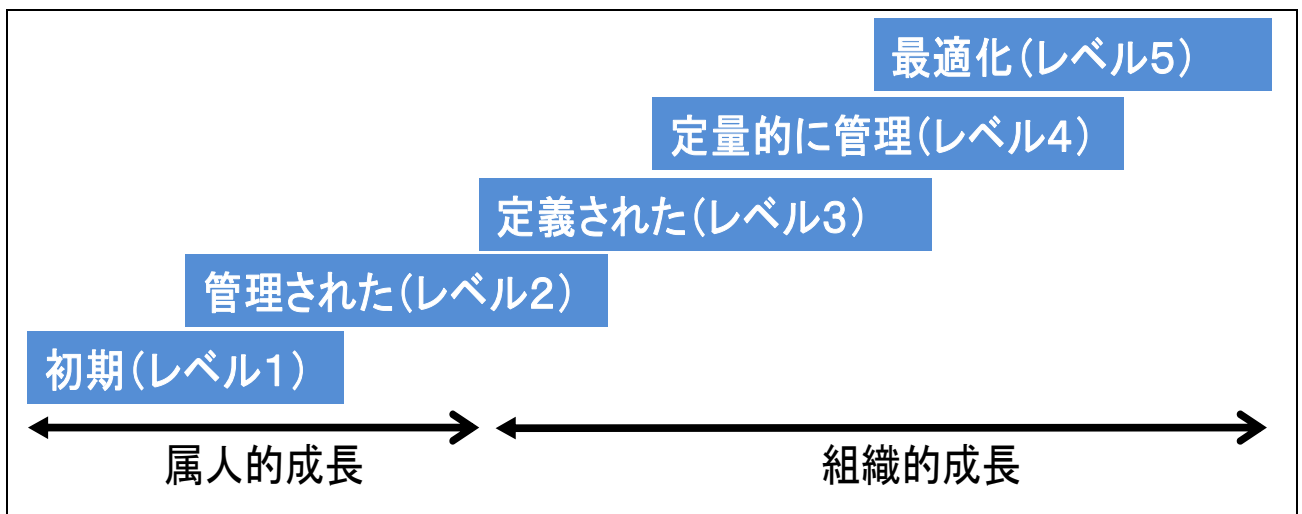 最適化（レベル５）
定量的に管理（レベル４）
定義された（レベル３）
管理された（レベル２）
初期（レベル１）
属人的成長
組織的成長